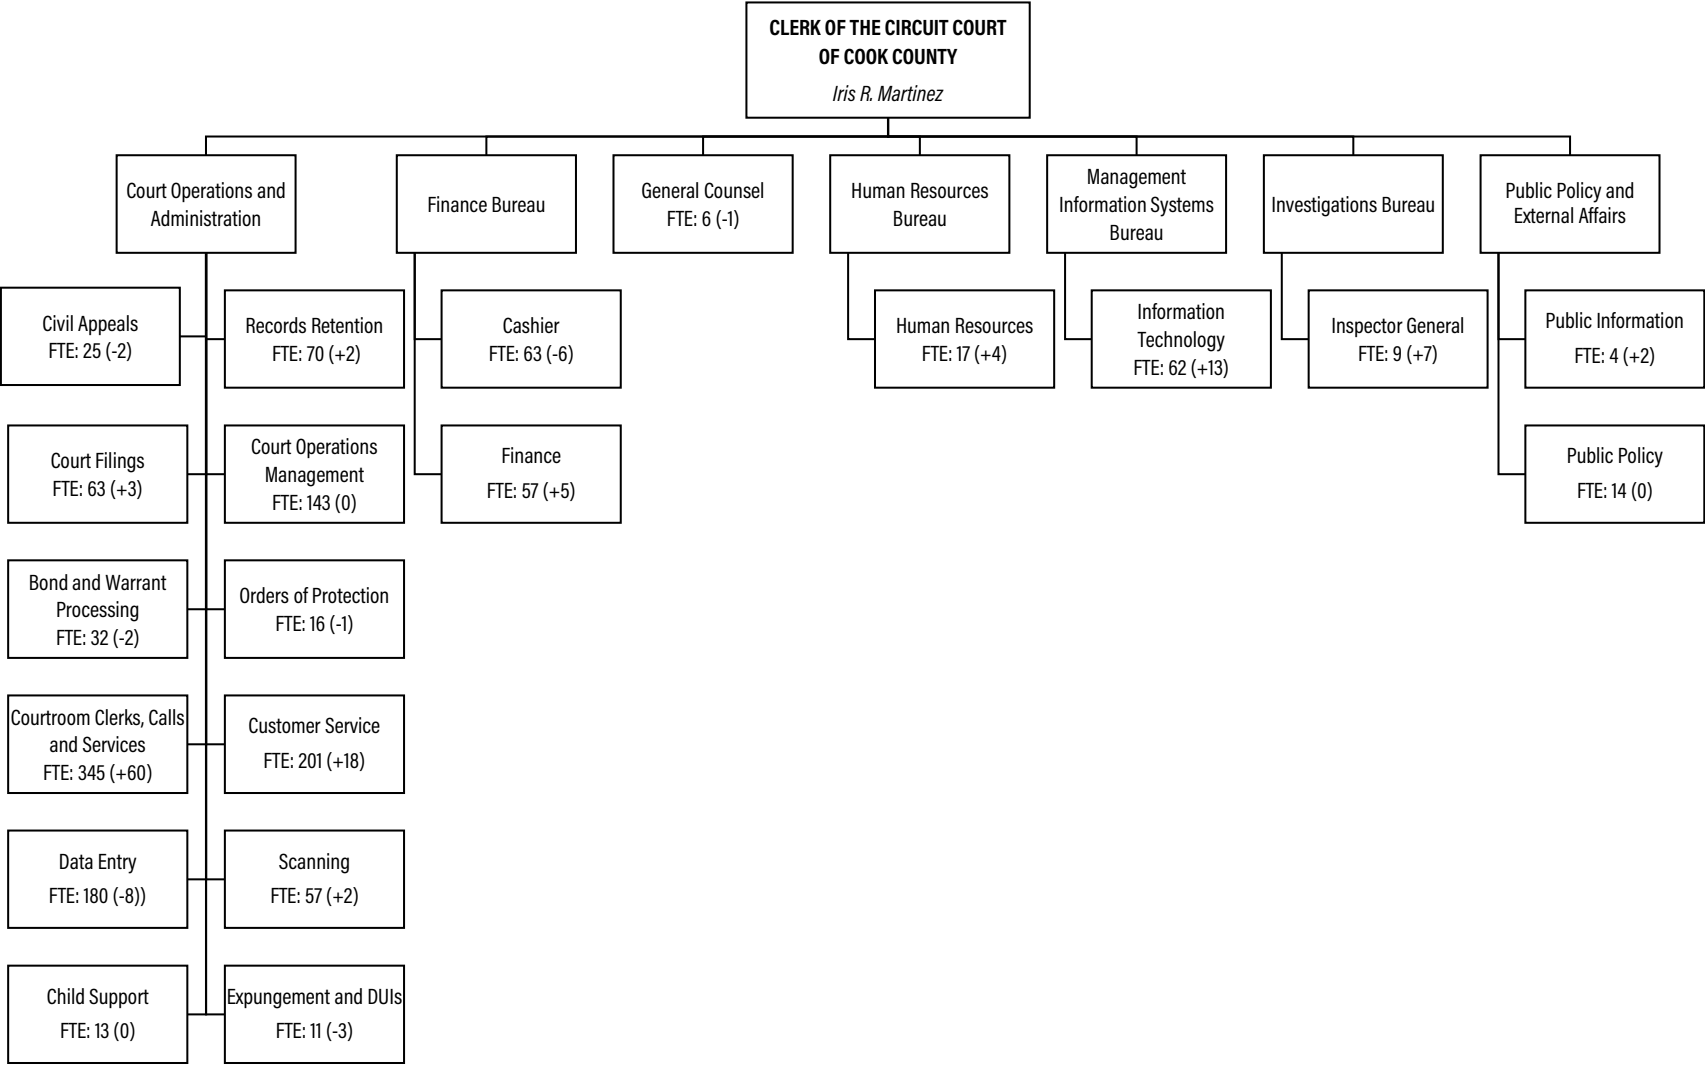 CLERK OF THE CIRCUIT COURT
OF COOK COUNTY
Iris R. Martinez
Court Operations and
Administration
Finance Bureau
General Counsel
FTE: 6 (-1)
Human Resources
Bureau
Management
Information Systems
Bureau
Investigations Bureau
Public Policy and
External Affairs
Civil Appeals
FTE: 25 (-2)
Records Retention
FTE: 70 (+2)
Cashier
FTE: 63 (-6)
Human Resources
FTE: 17 (+4)
Information
Technology
FTE: 62 (+13)
Inspector General
FTE: 9 (+7)
Public Information
FTE: 4 (+2)
Court Filings
FTE: 63 (+3)
Court Operations
Management
FTE: 143 (0)
Finance
FTE: 57 (+5)
Public Policy
FTE: 14 (0)
Bond and Warrant
Processing
FTE: 32 (-2)
Orders of Protection
FTE: 16 (-1)
Courtroom Clerks, Calls
and Services
FTE: 345 (+60)
Customer Service
FTE: 201 (+18)
Data Entry
FTE: 180 (-8))
Scanning
FTE: 57 (+2)
Child Support
FTE: 13 (0)
Expungement and DUIs
FTE: 11 (-3)